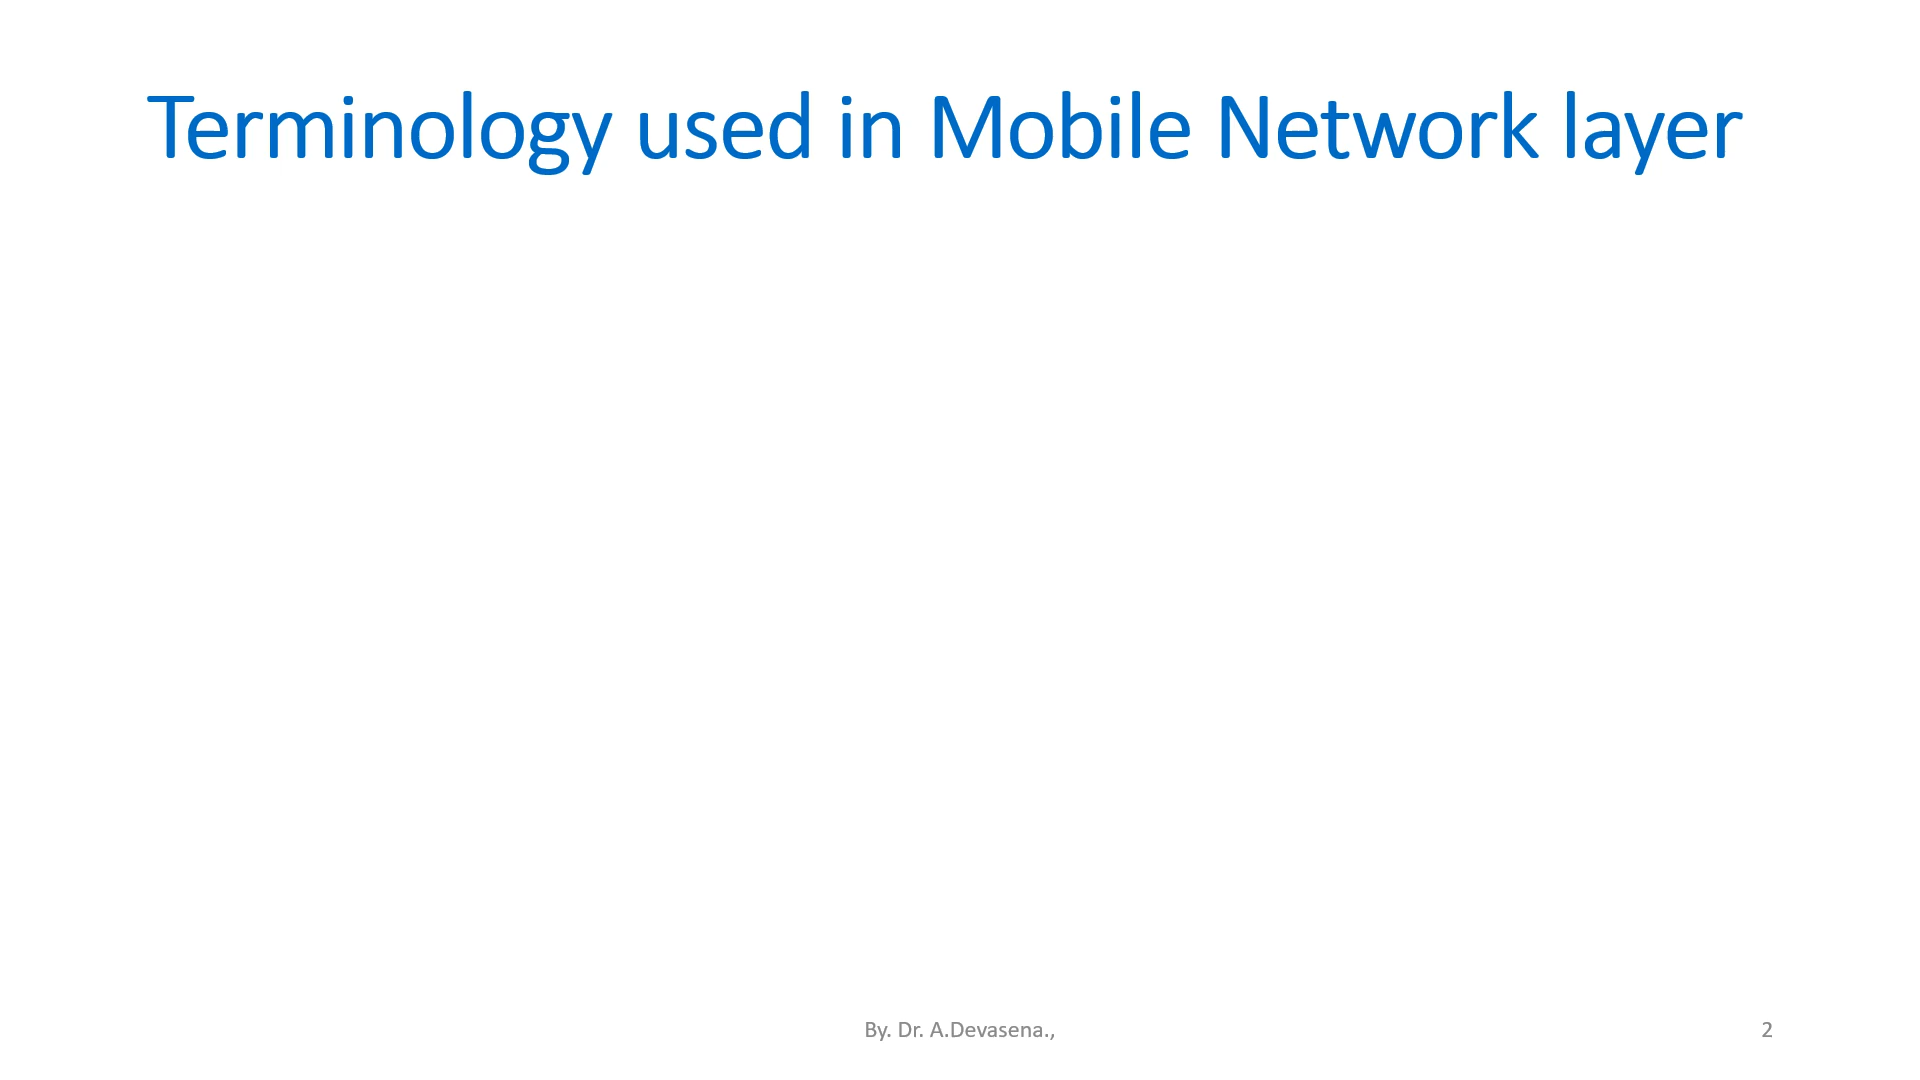 Terminology used in Mobile Network layer
By. Dr. A.Devasena.,
2